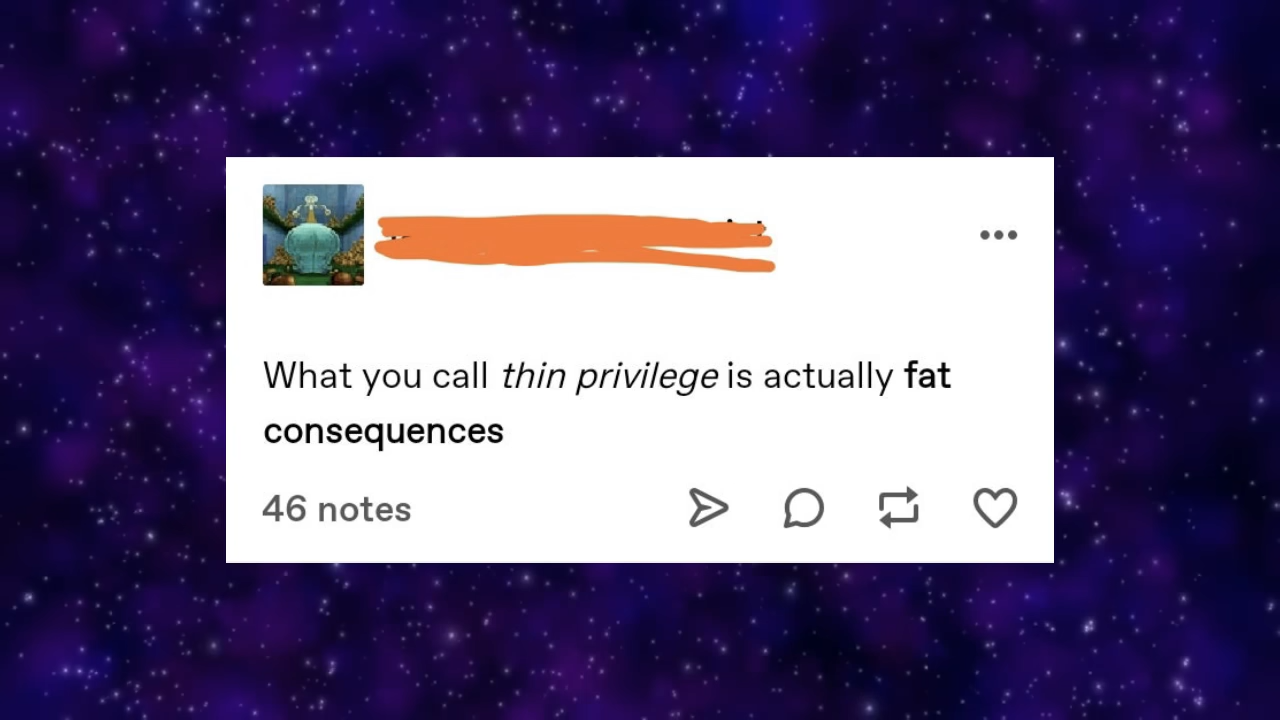 What you call thin privilege is actually fat
consequences
46 notes